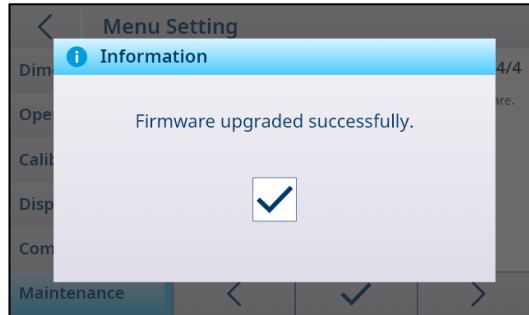 Menu Setting
Information
4/4
Firmware upgraded successfully.
Maintenance